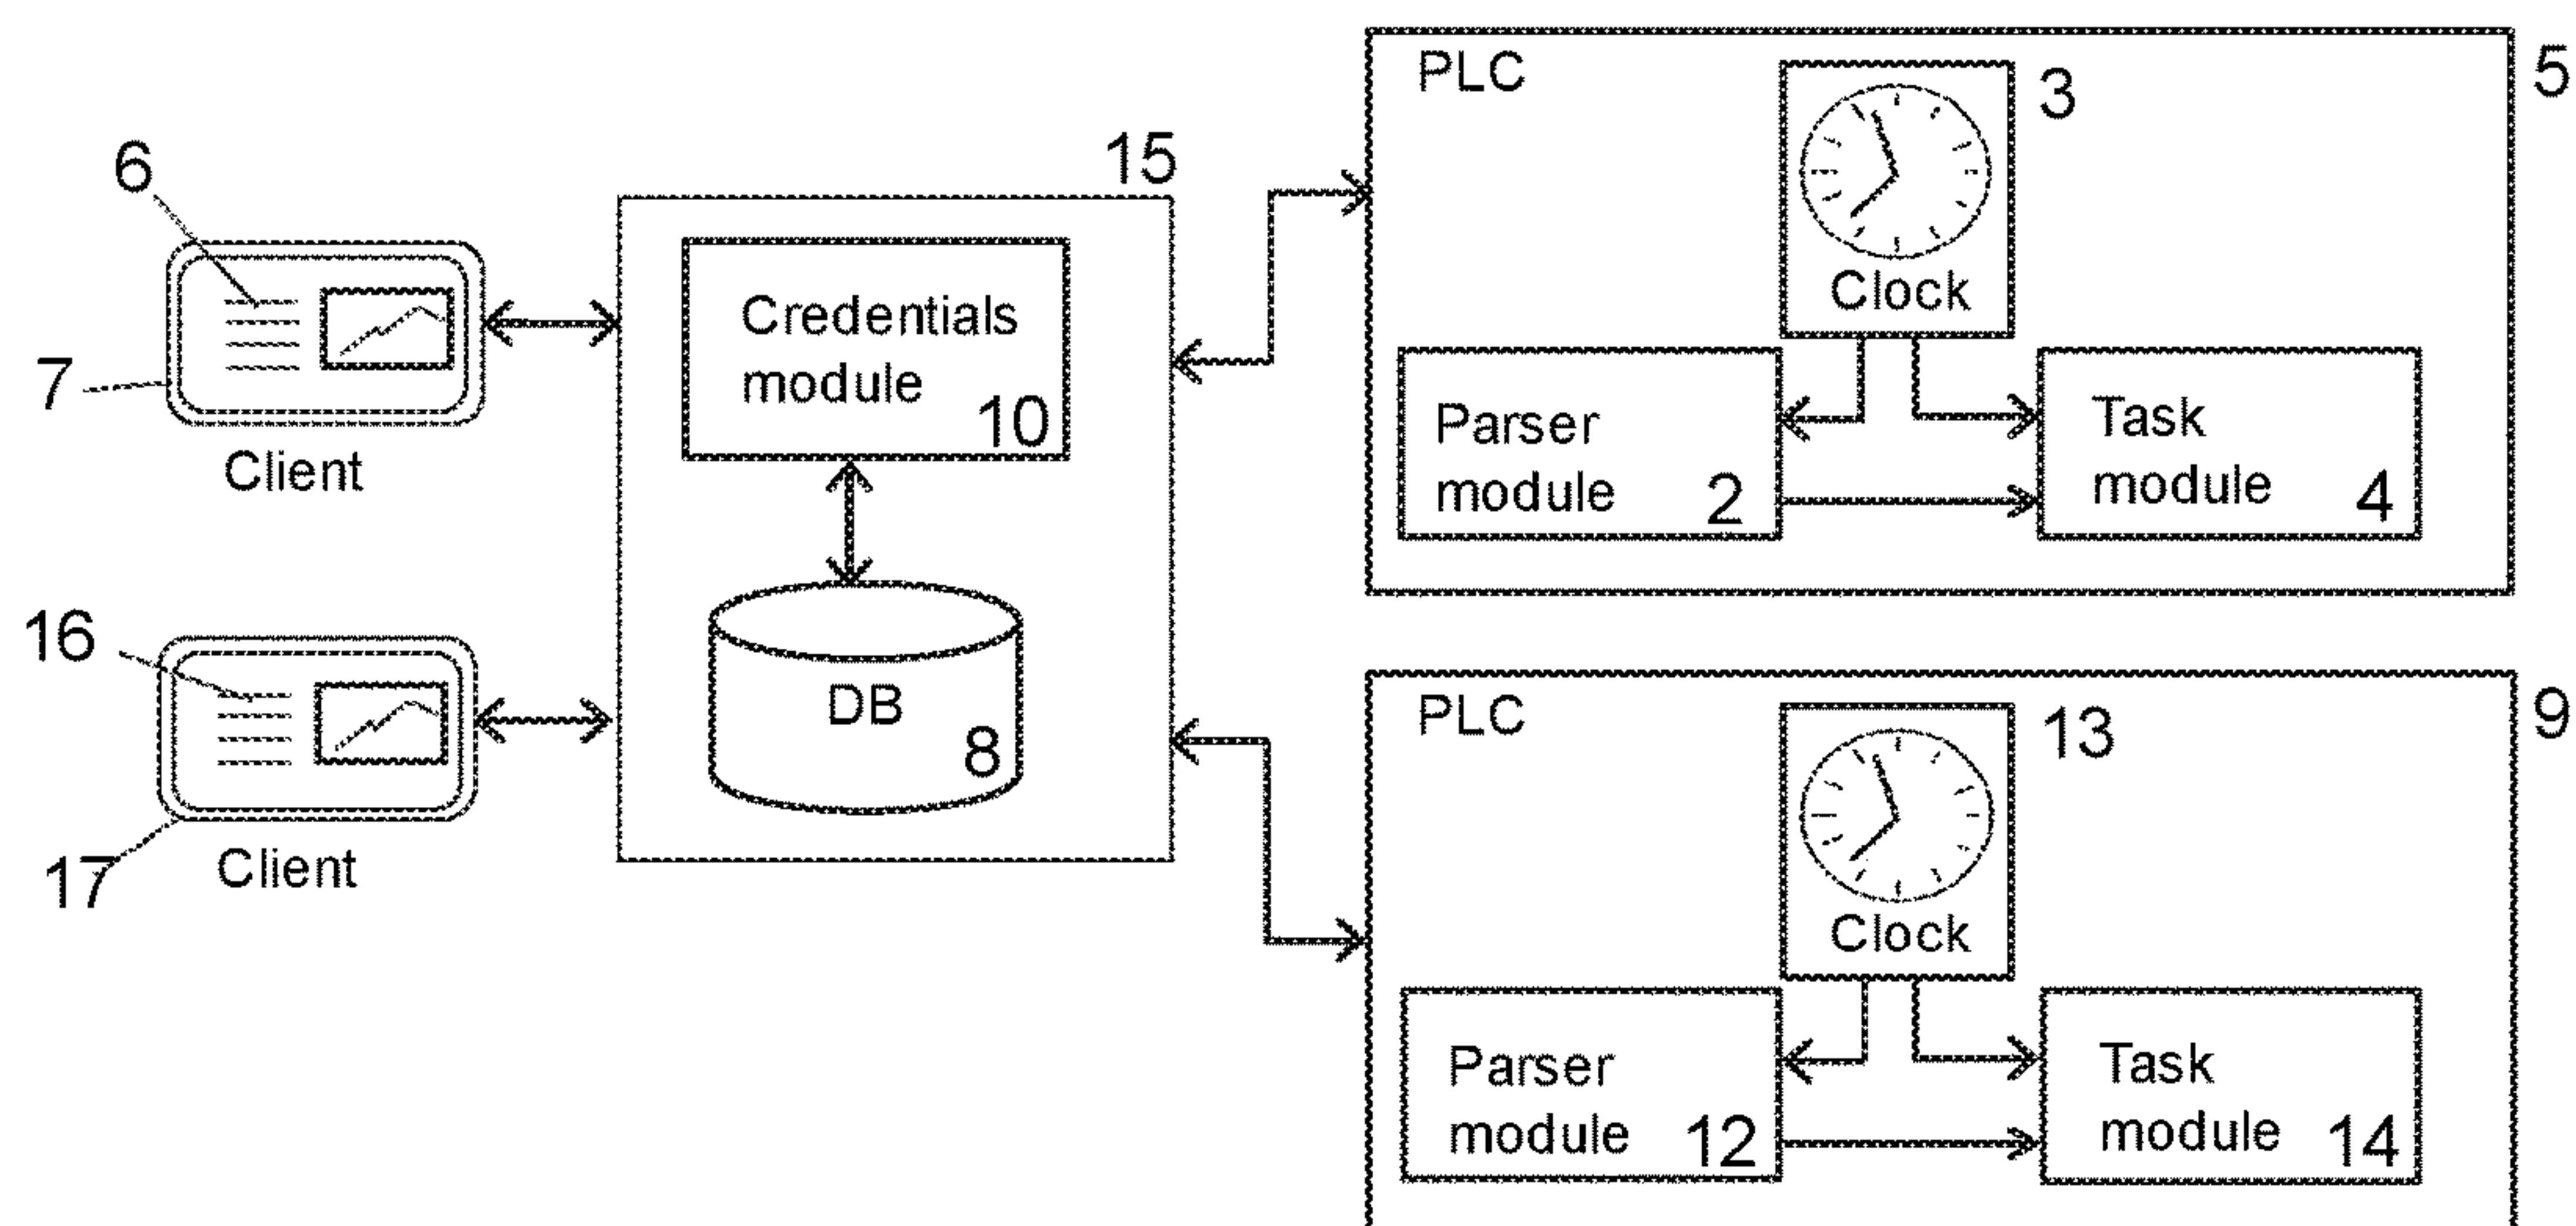 PLC
5
3
Clock
Parser
module 2
Task
module 4
15
6
Credentials
module
10
7
Client
DB
8
16
17
Client
PLC
9
13
Clock
Parser
module 12
Task
module 14